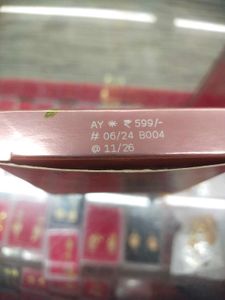 AY * ₹ 599/-
# 06/24 B004
@ 11/26